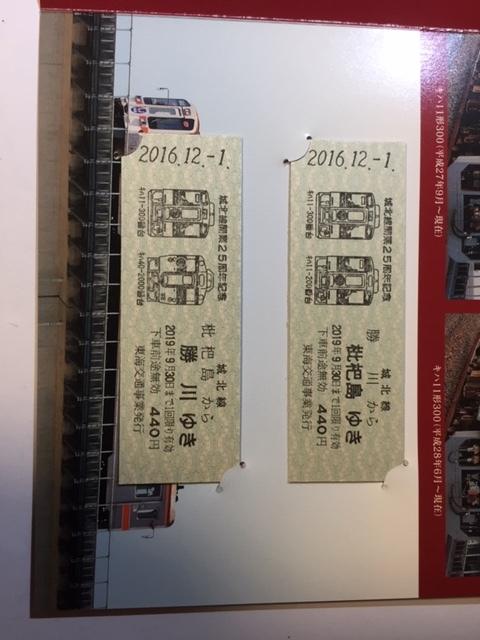 2016.12.-1.
城北線開業25周年記念
キハ11-300番台
キハ40-2000番台
城北線
枇杷島から
勝川ゆき
2019年9月30日まで1回限り有効
下車前途無効 440円
東海交通事業発行
2016.12.-1.
城北線開業25周年記念
キハ11-300番台
キハ11-200番台
城北線
勝川から
枇杷島ゆき
2019年9月30日まで1回限り有効
下車前途無効 440円
東海交通事業発行
キハ11形300(平成27年9月～現在)
キハ11形300(平成28年6月～現在)